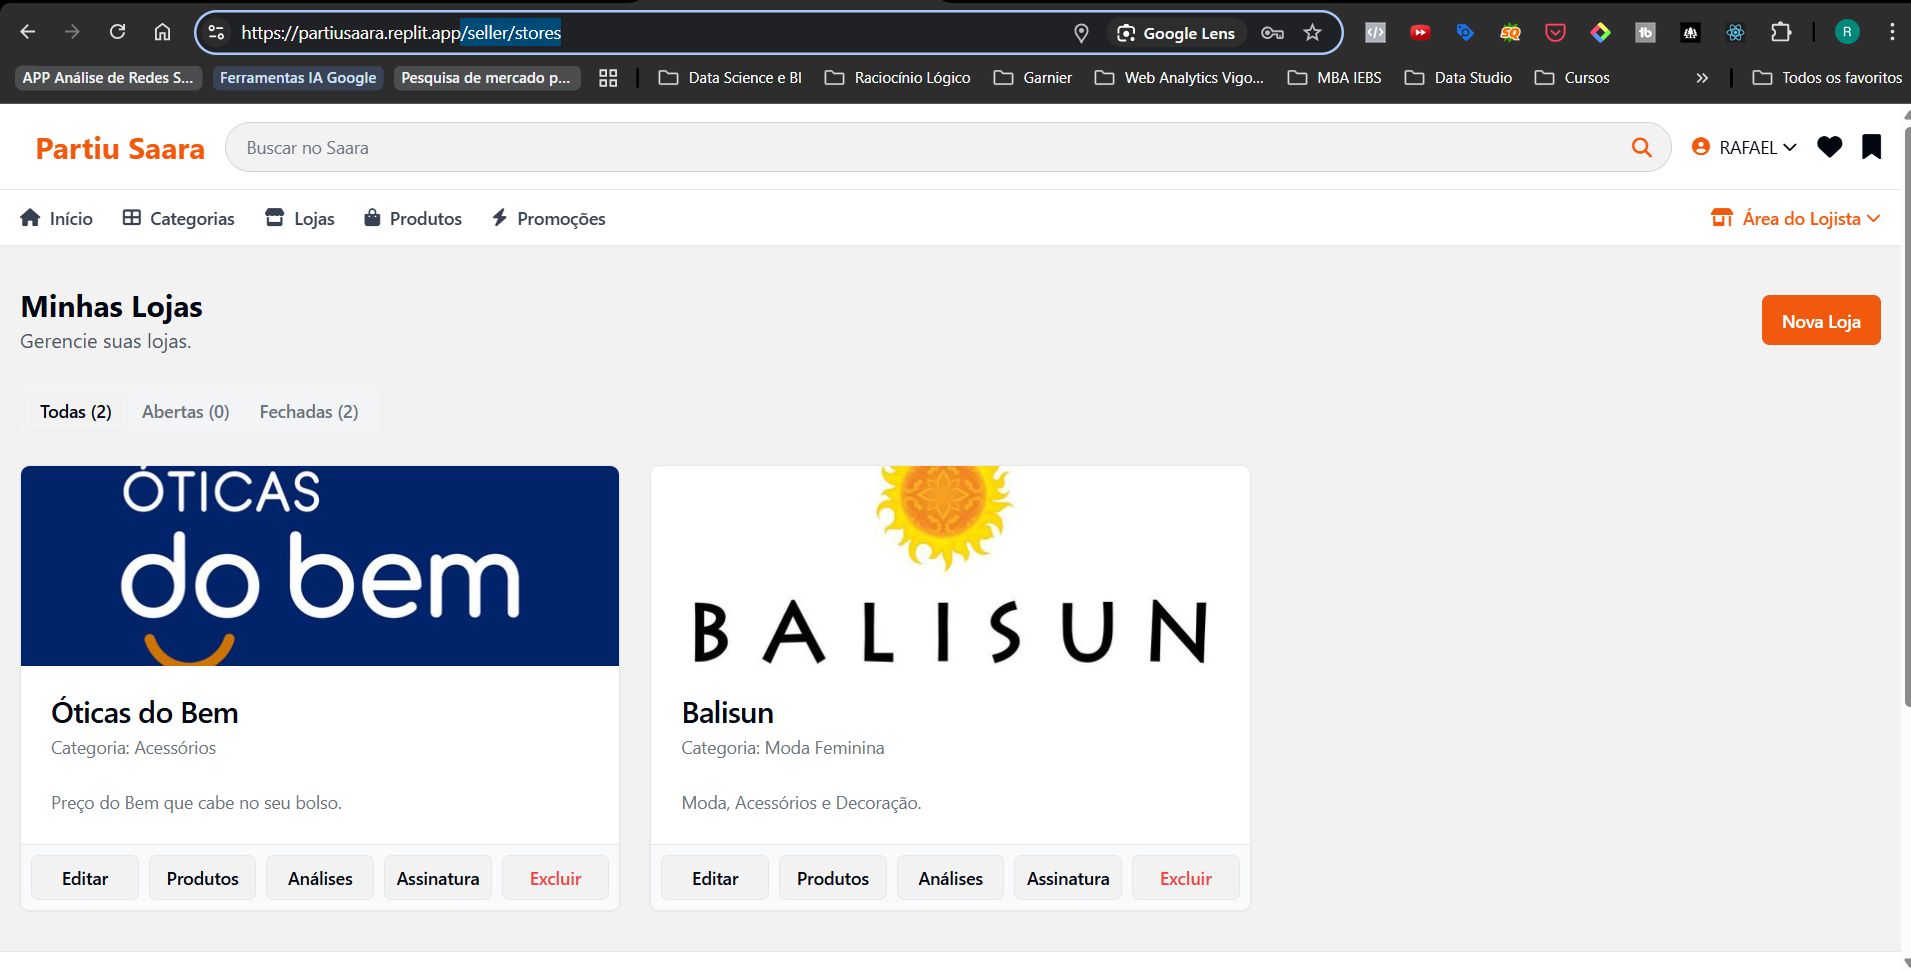 https://partiusaara.replit.app/seller/stores
Google Lens
R
APP Análise de Redes S...
Ferramentas IA Google
Pesquisa de mercado p...
Data Science e BI
Raciocínio Lógico
Garnier
Web Analytics Vigo...
MBA IEBS
Data Studio
Cursos
»
Todos os favoritos
Partiu Saara
Buscar no Saara
RAFAEL
Início
Categorias
Lojas
Produtos
Promoções
Área do Lojista
Minhas Lojas
Gerencie suas lojas.
Nova Loja
Todas (2)
Abertas (0)
Fechadas (2)
ÓTICAS
do bem
BALISUN
Óticas do Bem
Categoria: Acessórios
Preço do Bem que cabe no seu bolso.
Editar
Produtos
Análises
Assinatura
Excluir
Balisun
Categoria: Moda Feminina
Moda, Acessórios e Decoração.
Editar
Produtos
Análises
Assinatura
Excluir